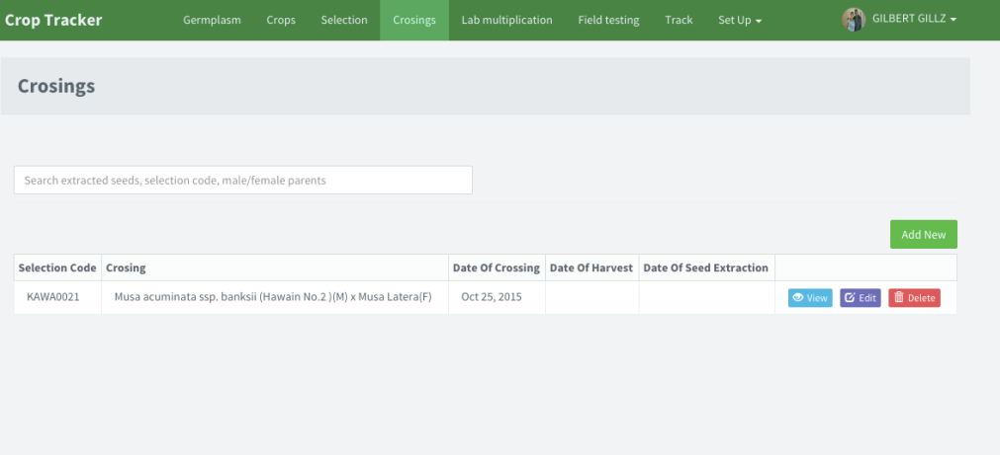 Crop Tracker Germplasm Crops Selection Crosings Lab multiplication Field testing Track Set Up GILBERT GILLZ
Crosings
Search extracted seeds, selection code, male/female parents
Add New
Selection Code Crosing Date Of Crossing Date Of Harvest Date Of Seed Extraction
KAWA0021 Musa acuminata ssp. banksii (Hawain No.2 )(M) x Musa Latera(F) Oct 25, 2015 View Edit Delete